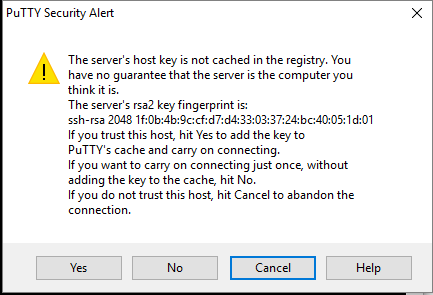 PuTTY Security Alert
The server's host key is not cached in the registry. You
have no guarantee that the server is the computer you
think it is.
The server's rsa2 key fingerprint is:
ssh-rsa 2048 1f:0b:4b:9c:cf:d7:d4:33:03:37:24:bc:40:05:1d:01
If you trust this host, hit Yes to add the key to
PuTTY's cache and carry on connecting.
If you want to carry on connecting just once, without
adding the key to the cache, hit No.
If you do not trust this host, hit Cancel to abandon the
connection.
Yes No Cancel Help